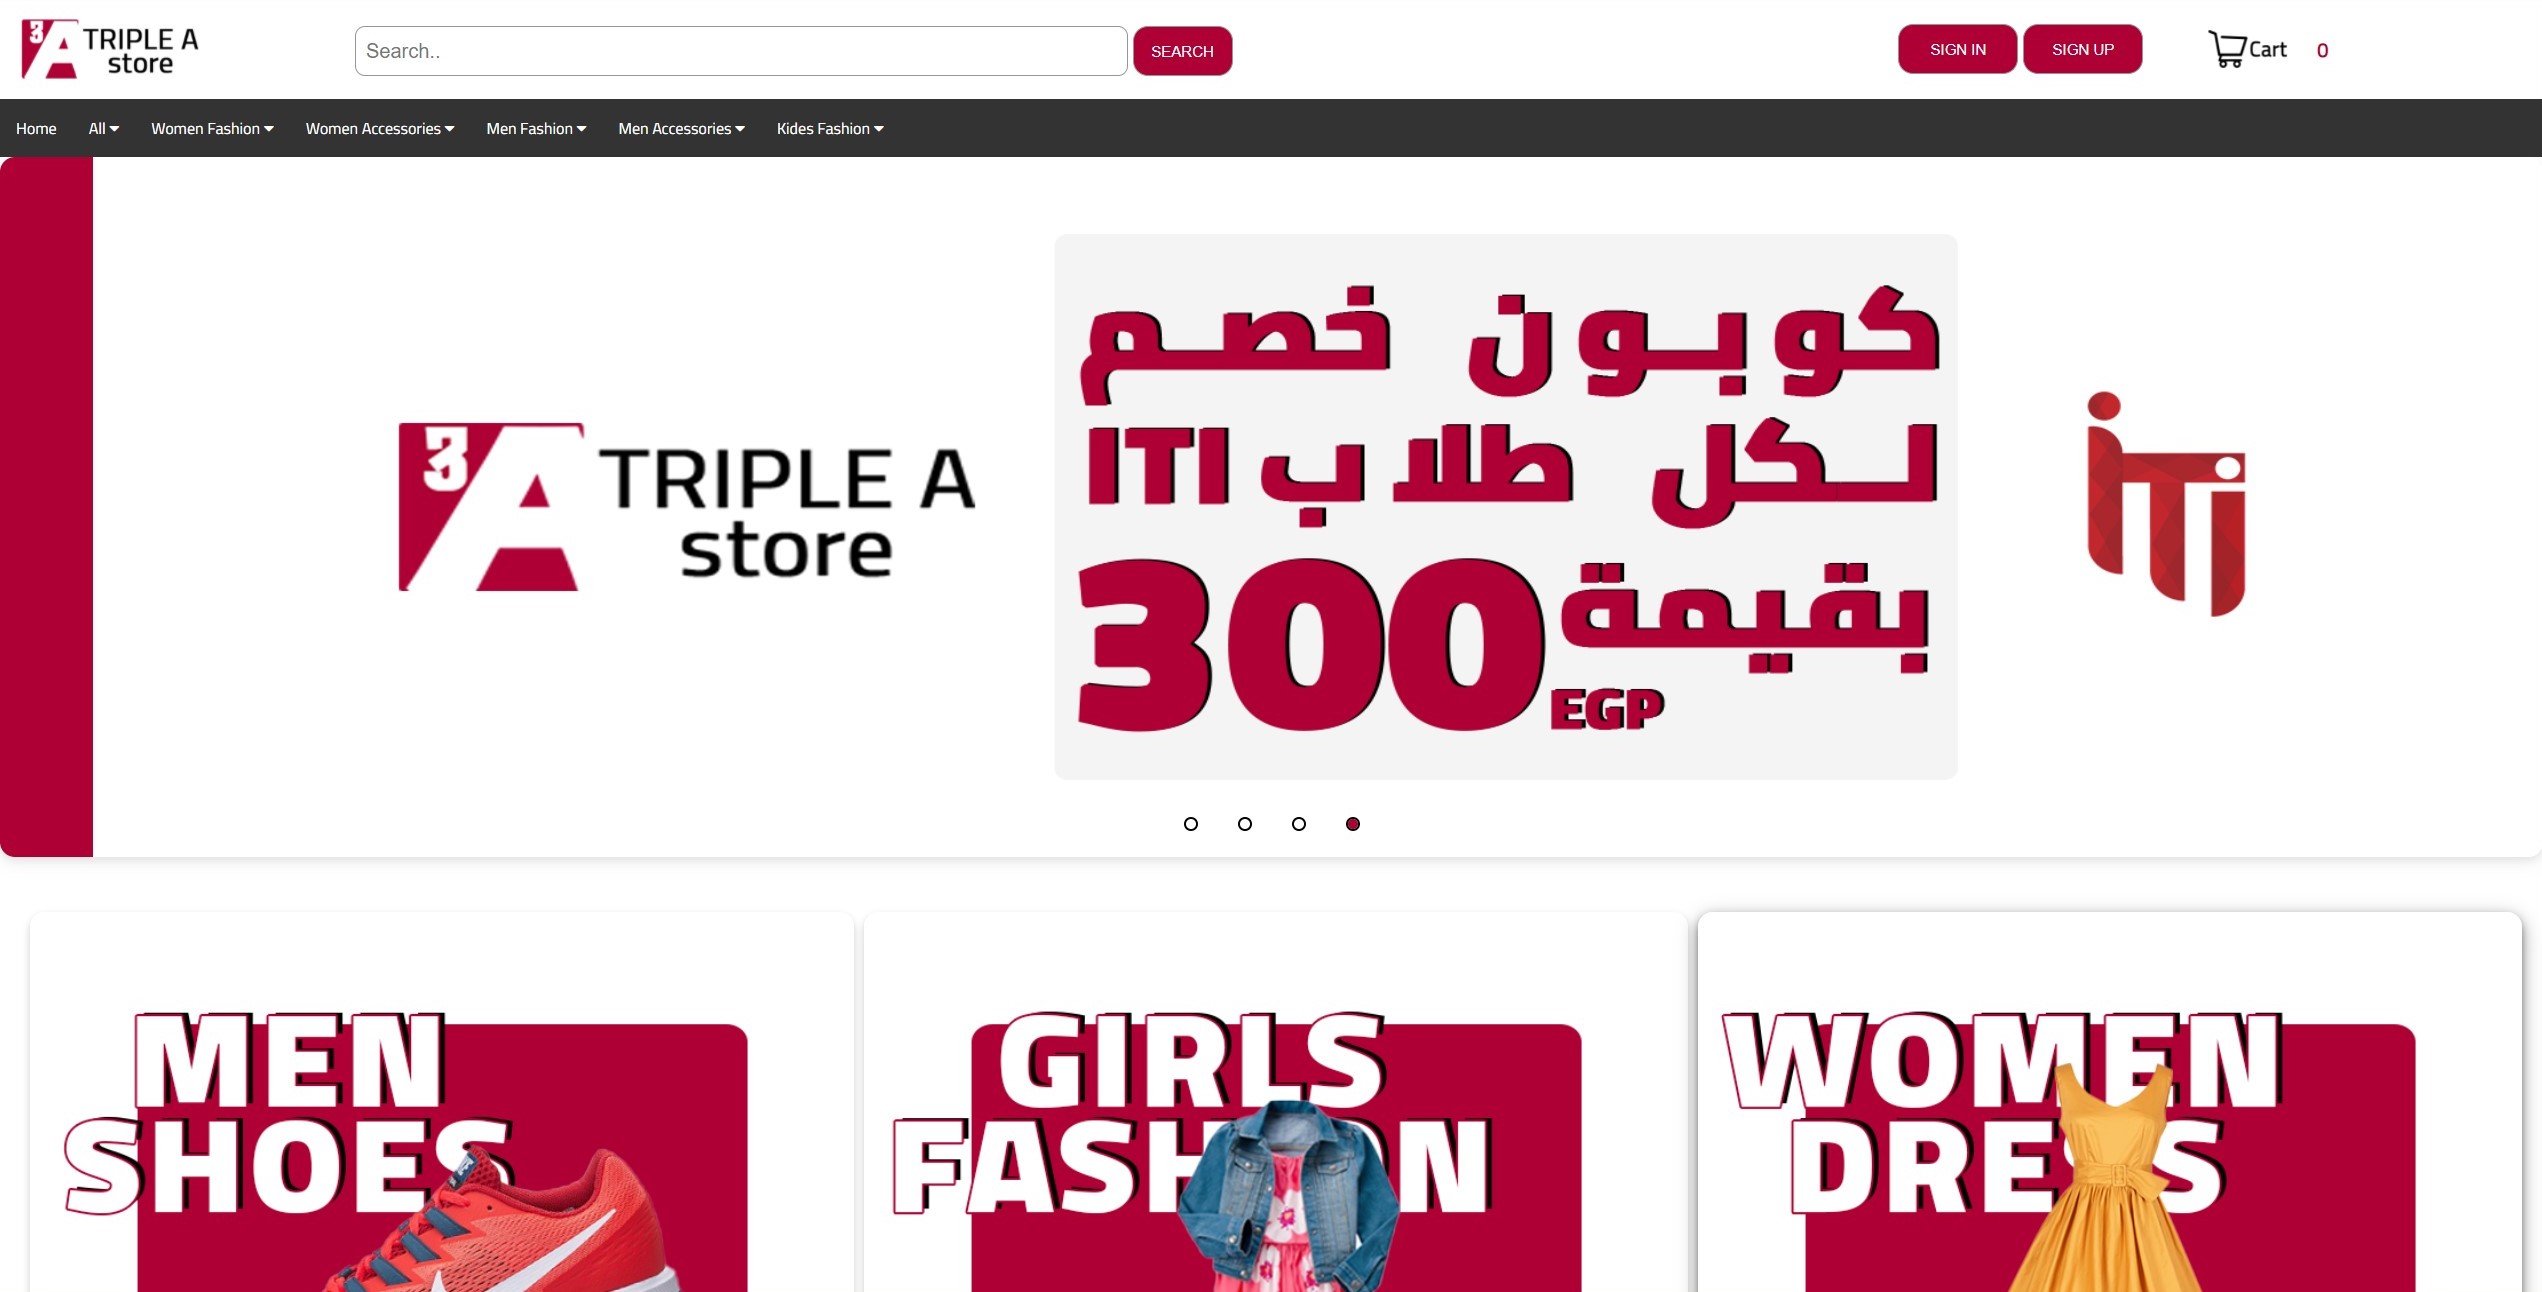 3A TRIPLE A
store
Search..
SEARCH
SIGN IN
SIGN UP
Cart
0
Home
All
Women Fashion
Women Accessories
Men Fashion
Men Accessories
Kides Fashion
3A TRIPLE A
store
كوبون خصم
لكل طلاب ITI
بقيمة 300
EGP
iTi
MEN
SHOES
GIRLS
FASHION
WOMEN
DRESS